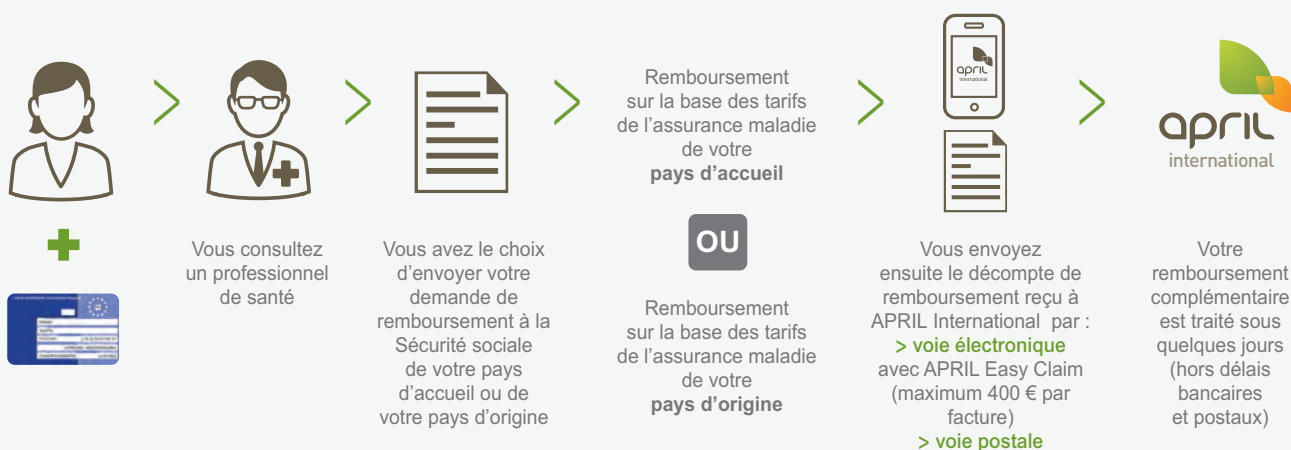 Vous consultez
un professionnel
de santé
Vous avez le choix
d’envoyer votre
demande de
remboursement à la
Sécurité sociale
de votre pays
d’accueil ou de
votre pays d’origine
Remboursement
sur la base des tarifs
de l’assurance maladie
de votre
pays d’accueil
OU
Remboursement
sur la base des tarifs
de l’assurance maladie
de votre
pays d’origine
april
international
Vous envoyez
ensuite le décompte de
remboursement reçu à
APRIL International par :
> voie électronique
avec APRIL Easy Claim
(maximum 400 € par
facture)
> voie postale
april
international
Votre
remboursement
complémentaire
est traité sous
quelques jours
(hors délais
bancaires
et postaux)